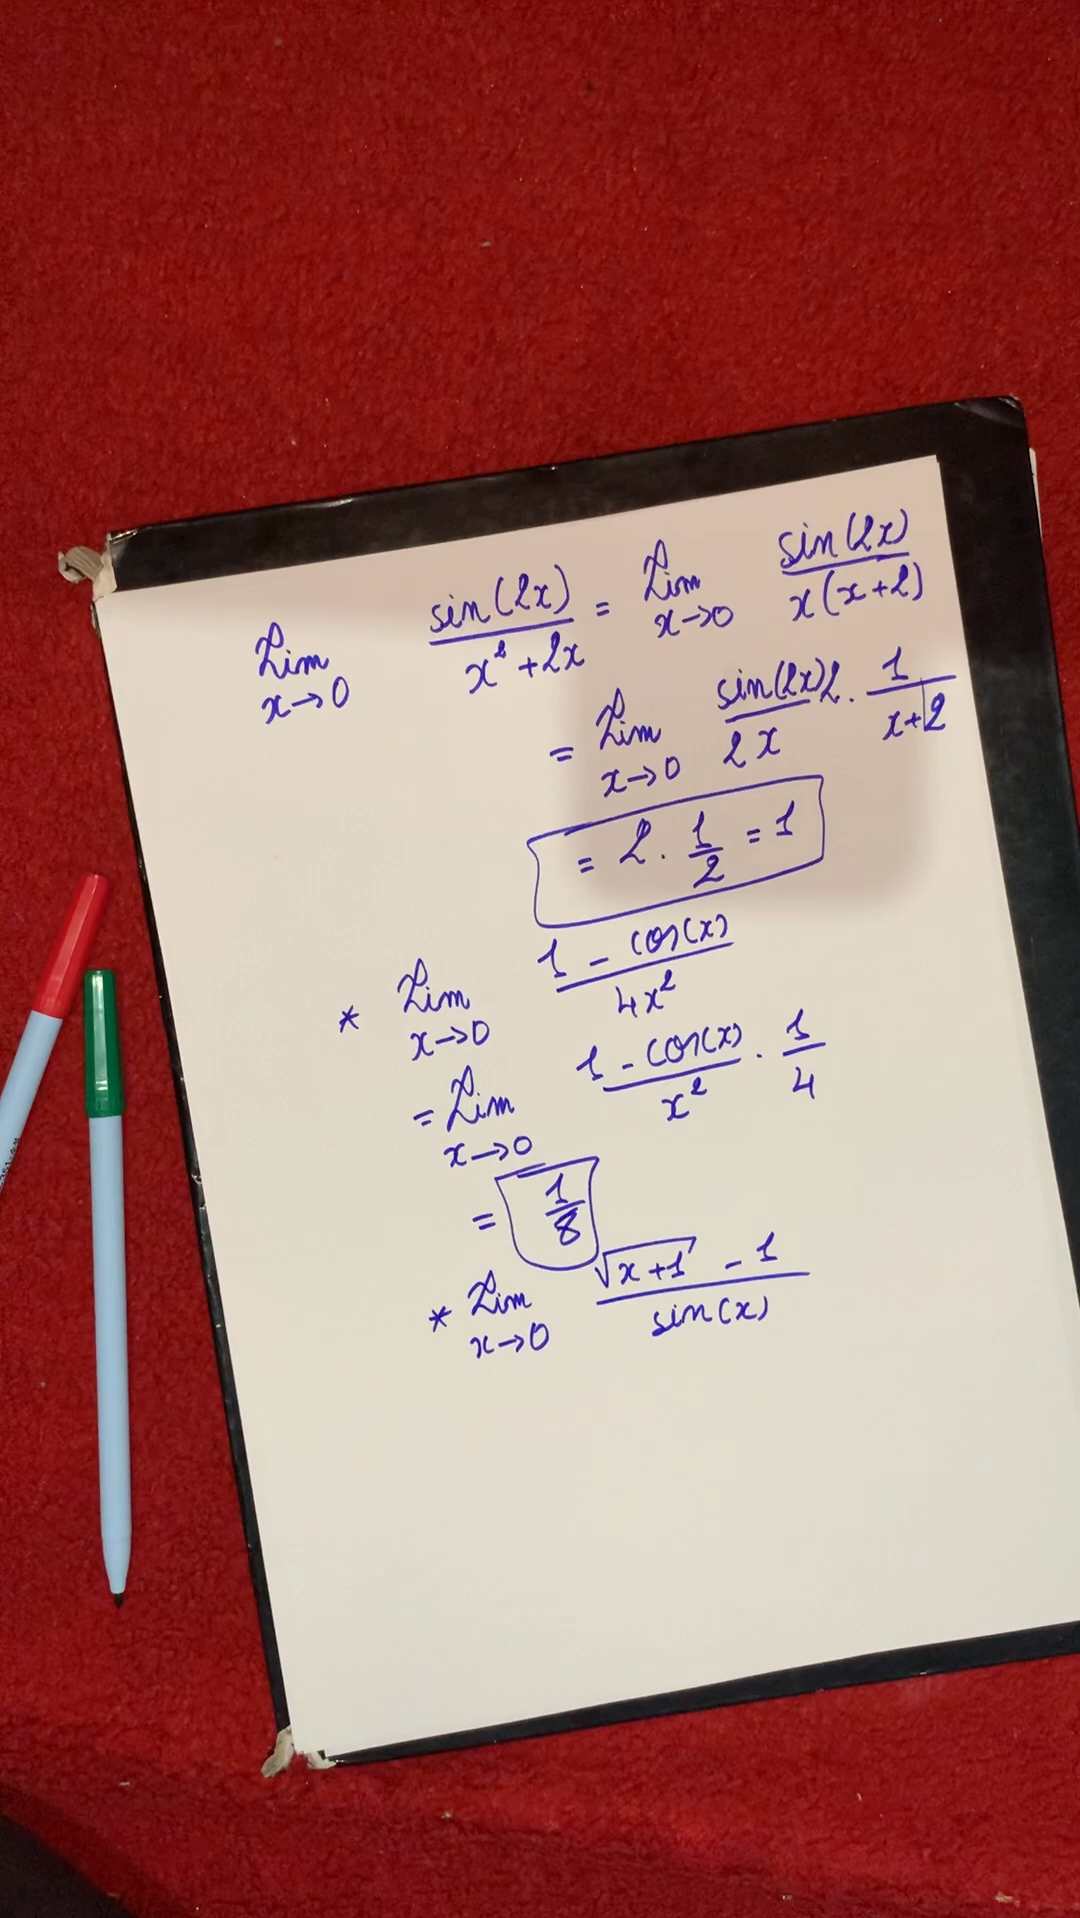 Lim x→0 sin(2x)/(x²+2x) = Lim x→0 sin(2x)/(x(x+2))
= Lim x→0 sin(2x)/(2x) 2 . 1/(x+2)
= 2 . 1/2 = 1
* Lim x→0 (1 - cos(x))/(4x²)
= Lim x→0 (1 - cos(x))/(x²) . 1/4
= 1/8
* Lim x→0 (√(x+1) - 1)/(sin(x))